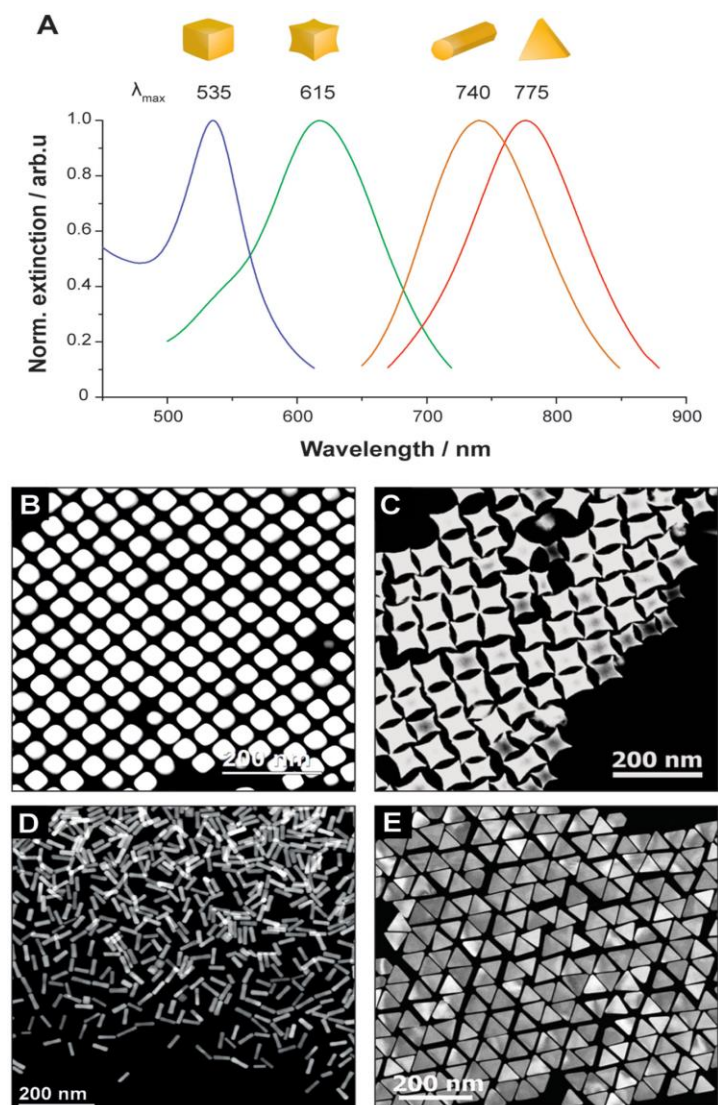 A
λmax 535 615 740 775
Norm. extinction / arb.u
1.0
0.8
0.6
0.4
0.2
0
500 600 700 800 900
Wavelength / nm
B
200 nm
C
200 nm
D
200 nm
E
200 nm